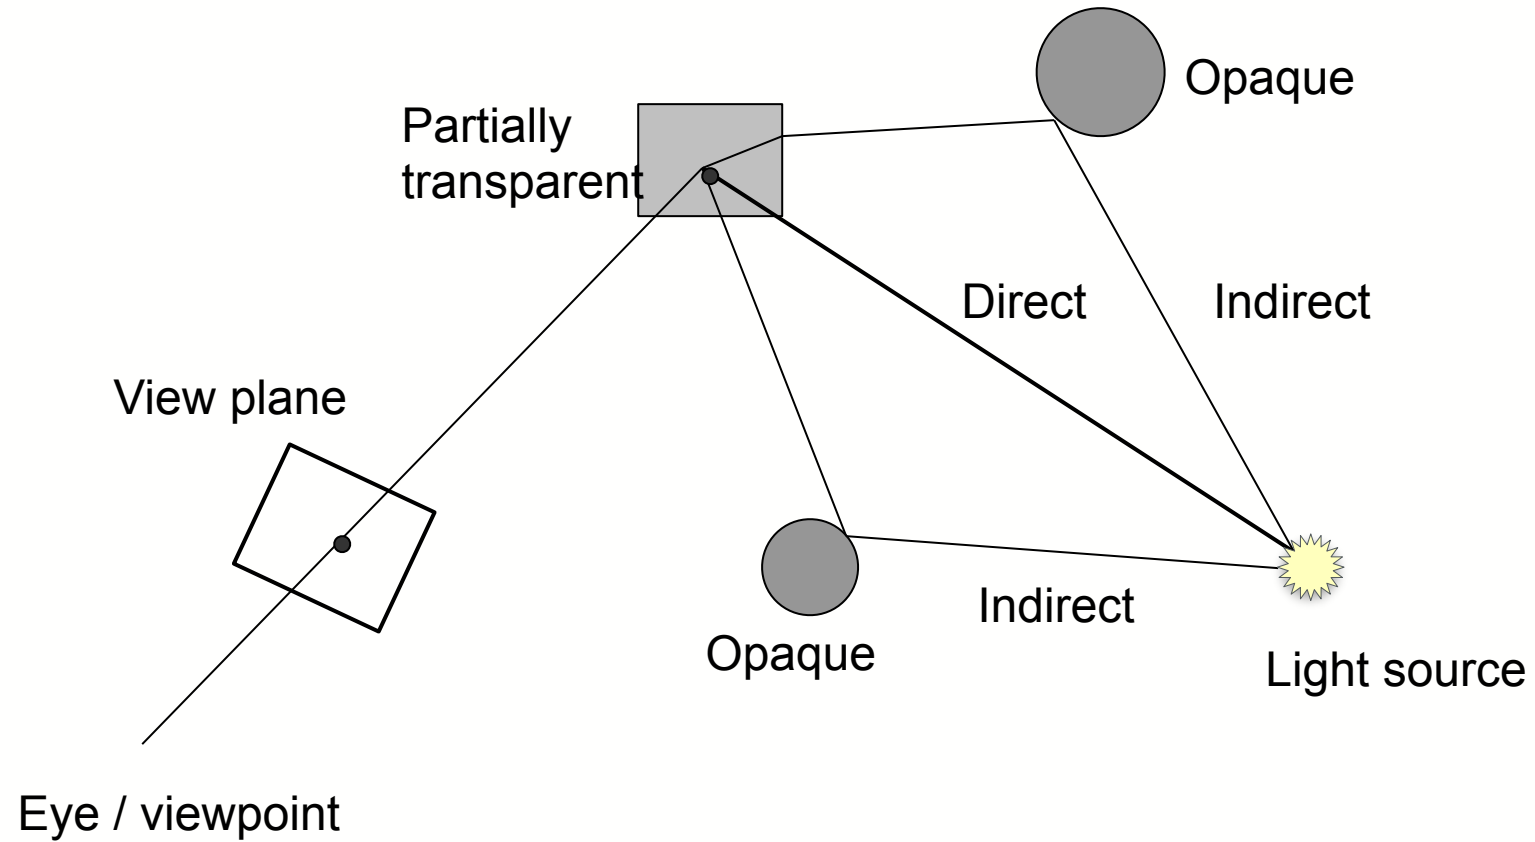 Opaque
Partially
transparent
Direct
Indirect
View plane
Indirect
Opaque
Light source
Eye / viewpoint